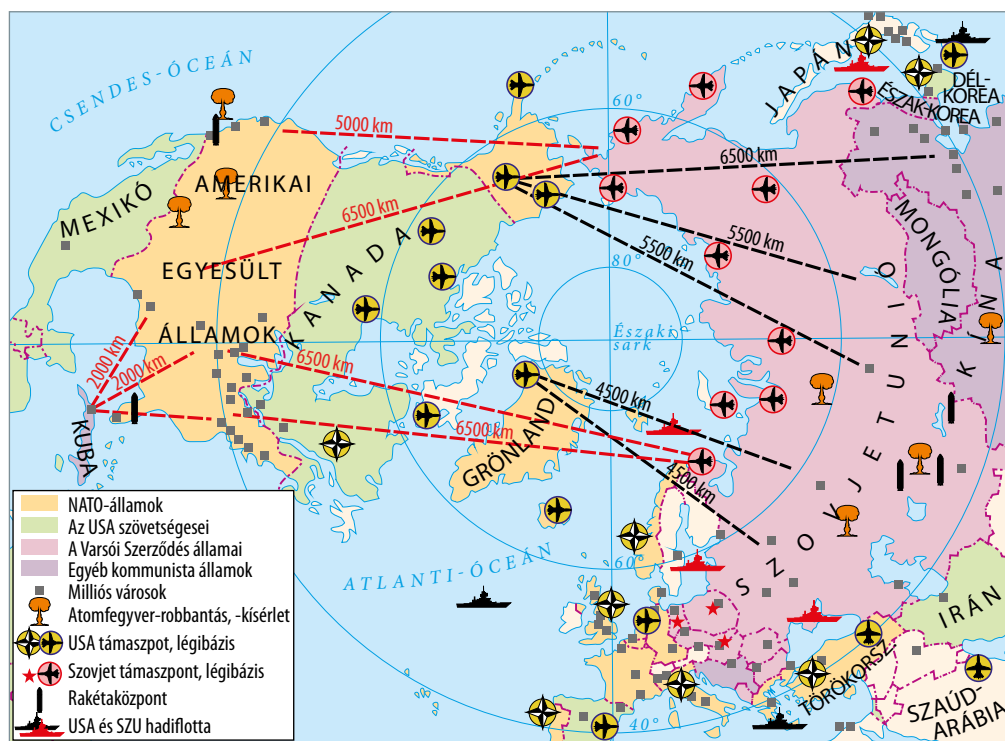 CSENDES-ÓCEÁN
MEXIKÓ
AMERIKAI
EGYESÜLT
ÁLLAMOK
KANADA
KUBA
GRÖNLAND
Északi
sark
60°
80°
60°
40°
5000 km
6500 km
6500 km
5500 km
5500 km
2000 km
2000 km
6500 km
6500 km
4500 km
4500 km
JAPÁN
DÉL-
KOREA
ÉSZAK-KOREA
MONGÓLIA
KÍNA
SZOVJETUNIÓ
IRÁN
TÖRÖKORSZ.
SZAÚD-
ARÁBIA
ATLANTI-ÓCEÁN
NATO-államok
Az USA szövetségesei
A Varsói Szerződés államai
Egyéb kommunista államok
Milliós városok
Atomfegyver-robbantás, -kísérlet
USA támaszpot, légibázis
Szovjet támaszpont, légibázis
Rakétaközpont
USA és SZU hadiflotta